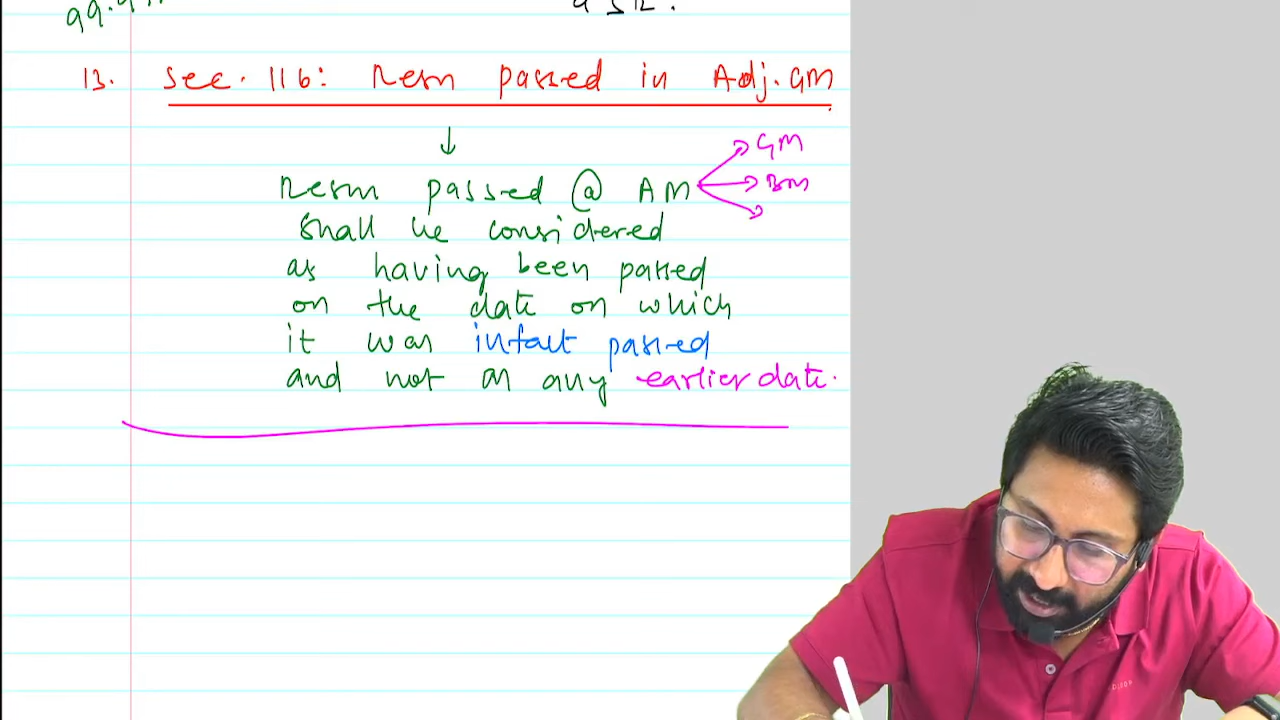 13. Sec. 116: Resn passed in Adj. GM
GM
Resn passed @ AM BM
shall be considered
as having been passed
on the date on which
it was infact passed
and not on any earlier date.